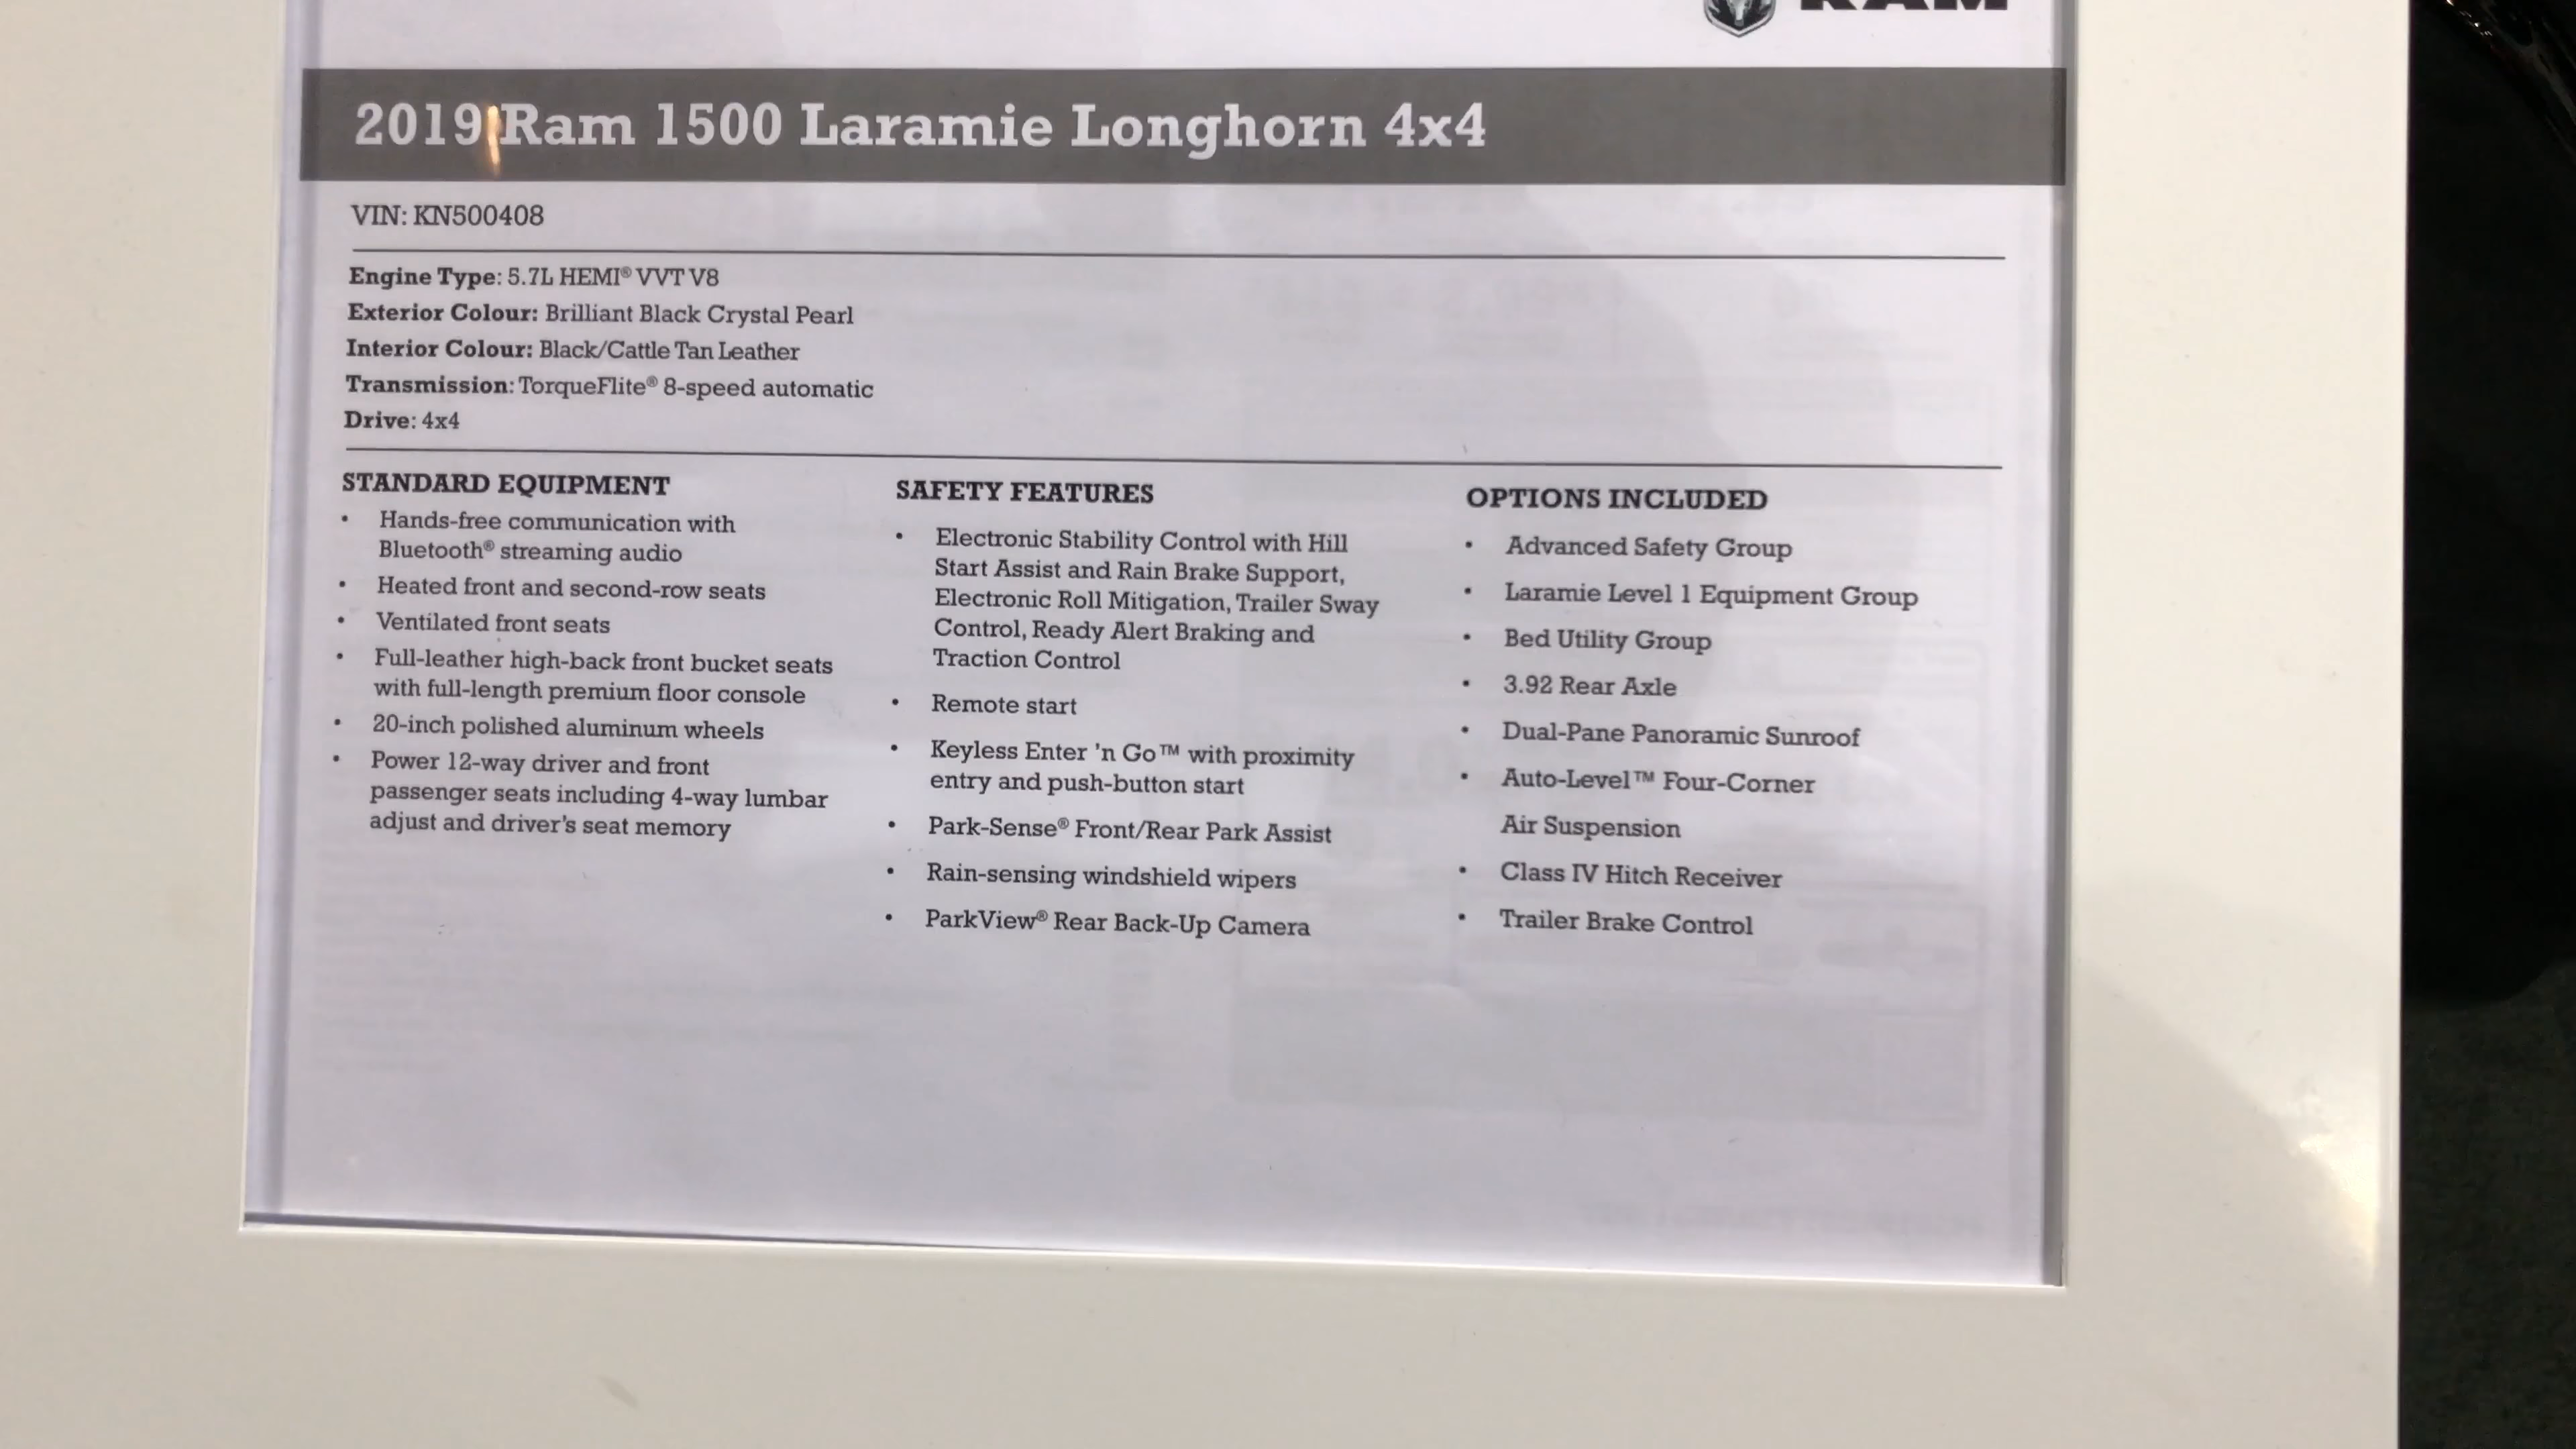 RAM
2019 Ram 1500 Laramie Longhorn 4x4
VIN: KN500408
Engine Type: 5.7L HEMI® VVT V8
Exterior Colour: Brilliant Black Crystal Pearl
Interior Colour: Black/Cattle Tan Leather
Transmission: TorqueFlite® 8-speed automatic
Drive: 4x4
STANDARD EQUIPMENT
• Hands-free communication with
Bluetooth® streaming audio
• Heated front and second-row seats
• Ventilated front seats
• Full-leather high-back front bucket seats
with full-length premium floor console
• 20-inch polished aluminum wheels
• Power 12-way driver and front
passenger seats including 4-way lumbar
adjust and driver's seat memory
SAFETY FEATURES
• Electronic Stability Control with Hill
Start Assist and Rain Brake Support,
Electronic Roll Mitigation, Trailer Sway
Control, Ready Alert Braking and
Traction Control
• Remote start
• Keyless Enter 'n Go™ with proximity
entry and push-button start
• Park-Sense® Front/Rear Park Assist
• Rain-sensing windshield wipers
• ParkView® Rear Back-Up Camera
OPTIONS INCLUDED
• Advanced Safety Group
• Laramie Level 1 Equipment Group
• Bed Utility Group
• 3.92 Rear Axle
• Dual-Pane Panoramic Sunroof
• Auto-Level™ Four-Corner
Air Suspension
• Class IV Hitch Receiver
• Trailer Brake Control